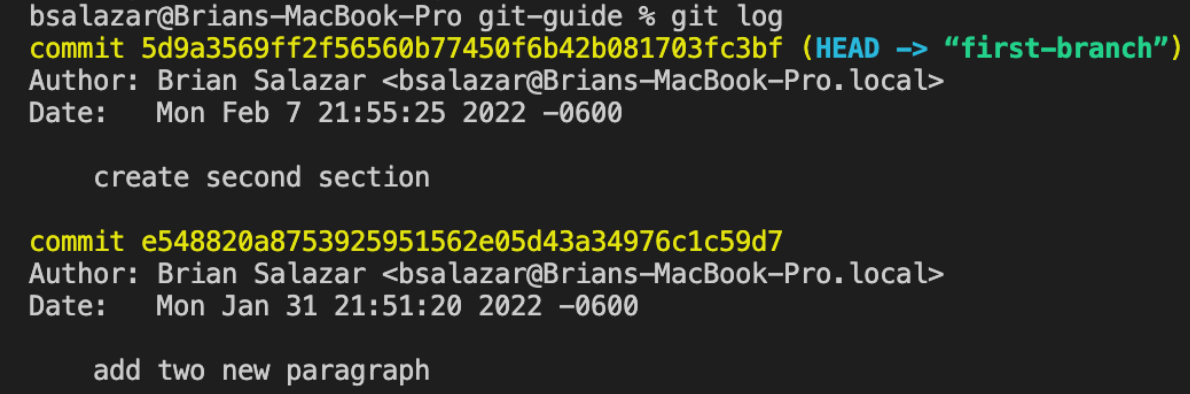 bsalazar@Brians-MacBook-Pro git-guide % git log
commit 5d9a3569ff2f56560b77450f6b42b081703fc3bf (HEAD -> “first-branch”)
Author: Brian Salazar <bsalazar@Brians-MacBook-Pro.local>
Date:   Mon Feb 7 21:55:25 2022 -0600
    create second section
commit e548820a8753925951562e05d43a34976c1c59d7
Author: Brian Salazar <bsalazar@Brians-MacBook-Pro.local>
Date:   Mon Jan 31 21:51:20 2022 -0600
    add two new paragraph